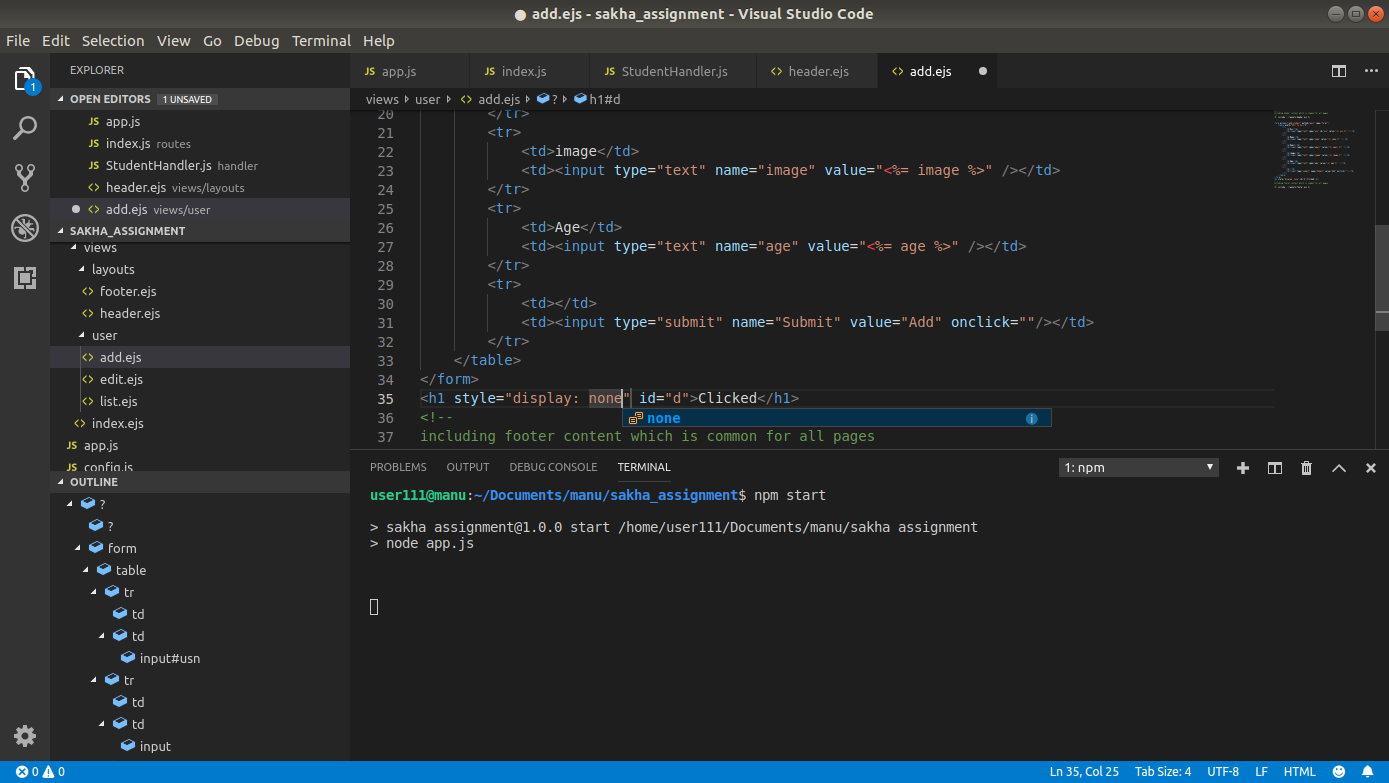 ● add.ejs - sakha_assignment - Visual Studio Code
File Edit Selection View Go Debug Terminal Help
EXPLORER
1
OPEN EDITORS 1 UNSAVED
JS app.js
JS index.js routes
JS StudentHandler.js handler
<> header.ejs views/layouts
● <> add.ejs views/user
SAKHA_ASSIGNMENT
views
layouts
<> footer.ejs
<> header.ejs
user
<> add.ejs
<> edit.ejs
<> list.ejs
<> index.ejs
JS app.js
JS config.js
OUTLINE
?
?
form
table
tr
td
td
input#usn
tr
td
td
input
JS app.js JS index.js JS StudentHandler.js <> header.ejs <> add.ejs ●
views user <> add.ejs ? h1#d
20 </tr>
21 <tr>
22 <td>image</td>
23 <td><input type="text" name="image" value="<%= image %>" /></td>
24 </tr>
25 <tr>
26 <td>Age</td>
27 <td><input type="text" name="age" value="<%= age %>" /></td>
28 </tr>
29 <tr>
30 <td></td>
31 <td><input type="submit" name="Submit" value="Add" onclick=""/></td>
32 </tr>
33 </table>
34 </form>
35 <h1 style="display: none" id="d">Clicked</h1>
none
36 <!--
37 including footer content which is common for all pages
PROBLEMS OUTPUT DEBUG CONSOLE TERMINAL 1: npm
user111@manu:~/Documents/manu/sakha_assignment$ npm start
> sakha assignment@1.0.0 start /home/user111/Documents/manu/sakha assignment
> node app.js
0 0 Ln 35, Col 25 Tab Size: 4 UTF-8 LF HTML